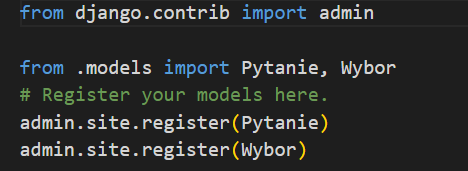 from django.contrib import admin
from .models import Pytanie, Wybor
# Register your models here.
admin.site.register(Pytanie)
admin.site.register(Wybor)